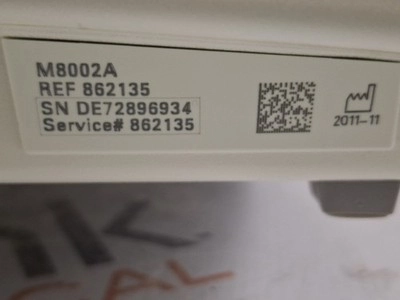 M8002A
REF 862135
SN DE72896934
Service# 862135
2011-11